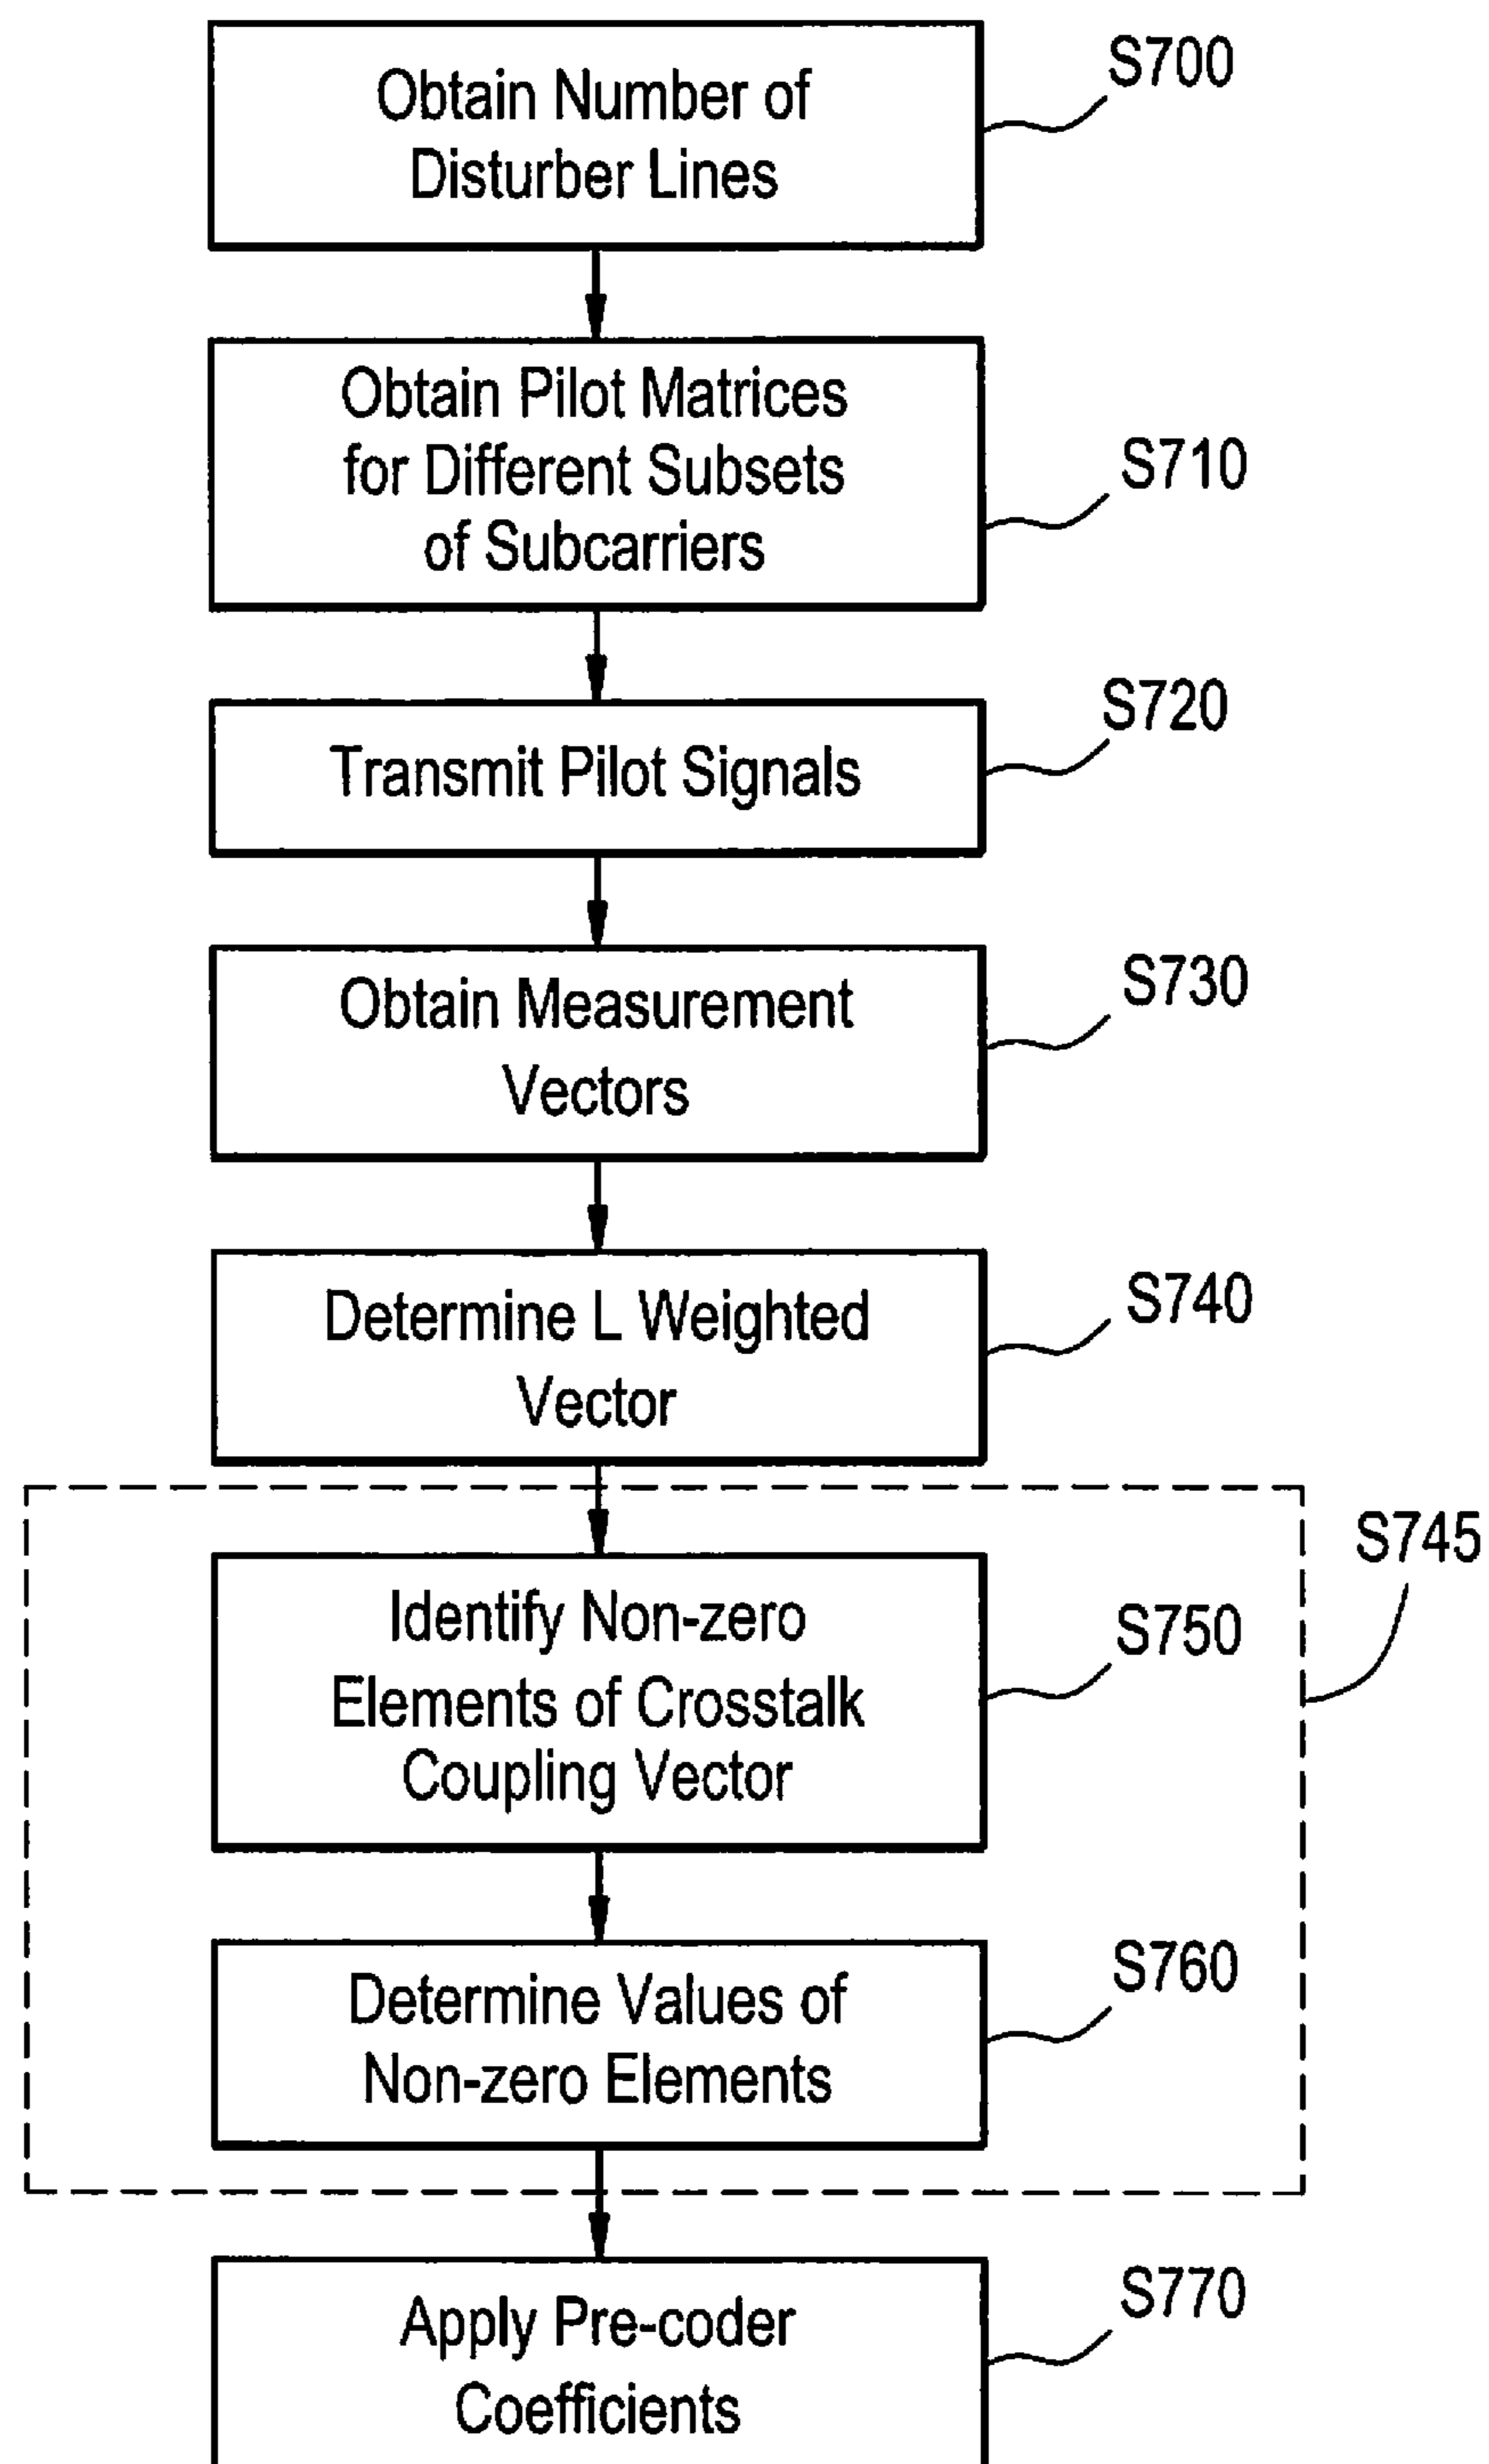 Obtain Number of
Disturber Lines
S700
Obtain Pilot Matrices
for Different Subsets
of Subcarriers
S710
Transmit Pilot Signals
S720
Obtain Measurement
Vectors
S730
Determine L Weighted
Vector
S740
S745
Identify Non-zero
Elements of Crosstalk
Coupling Vector
S750
Determine Values of
Non-zero Elements
S760
Apply Pre-coder
Coefficients
S770